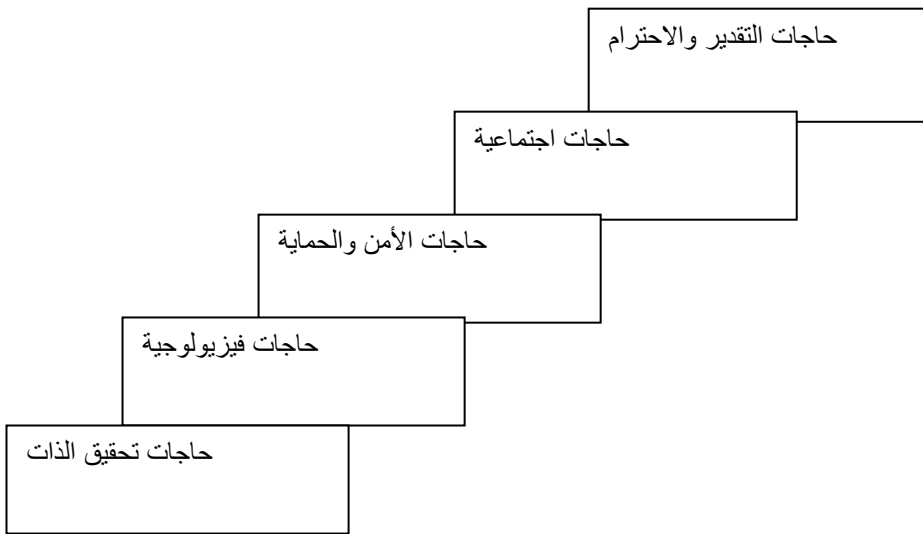 حاجات التقدير والاحترام
حاجات اجتماعية
حاجات الأمن والحماية
حاجات فيزيولوجية
حاجات تحقيق الذات